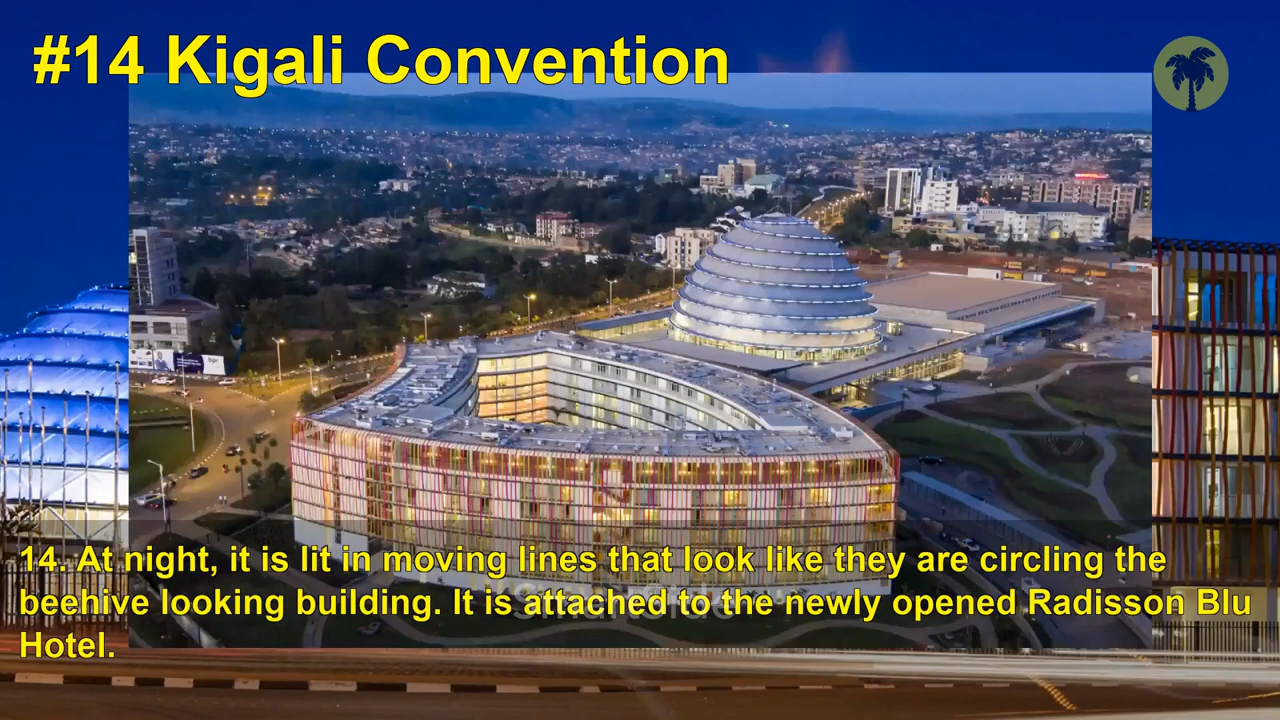 #14 Kigali Convention
14. At night, it is lit in moving lines that look like they are circling the
beehive looking building. It is attached to the newly opened Radisson Blu
Hotel.